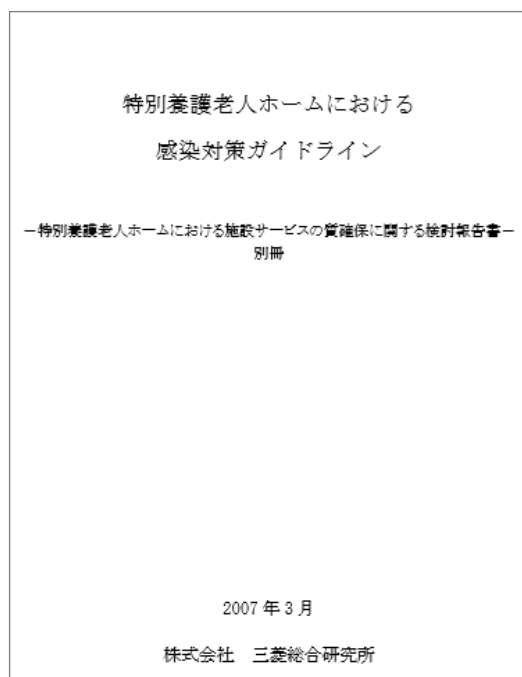 特別養護老人ホームにおける
感染対策ガイドライン
－特別養護老人ホームにおける施設サービスの質確保に関する検討報告書－
別冊
2007 年 3 月
株式会社　三菱総合研究所